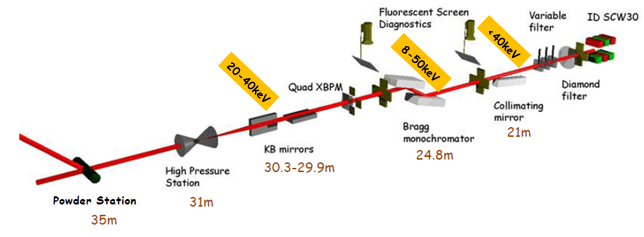 Fluorescent Screen
Diagnostics
Variable
filter
ID SCW30
<40keV
8-50keV
20-40keV
Quad XBPM
Diamond
filter
Collimating
mirror
21m
Bragg
monochromator
24.8m
KB mirrors
30.3-29.9m
High Pressure
Station
31m
Powder Station
35m